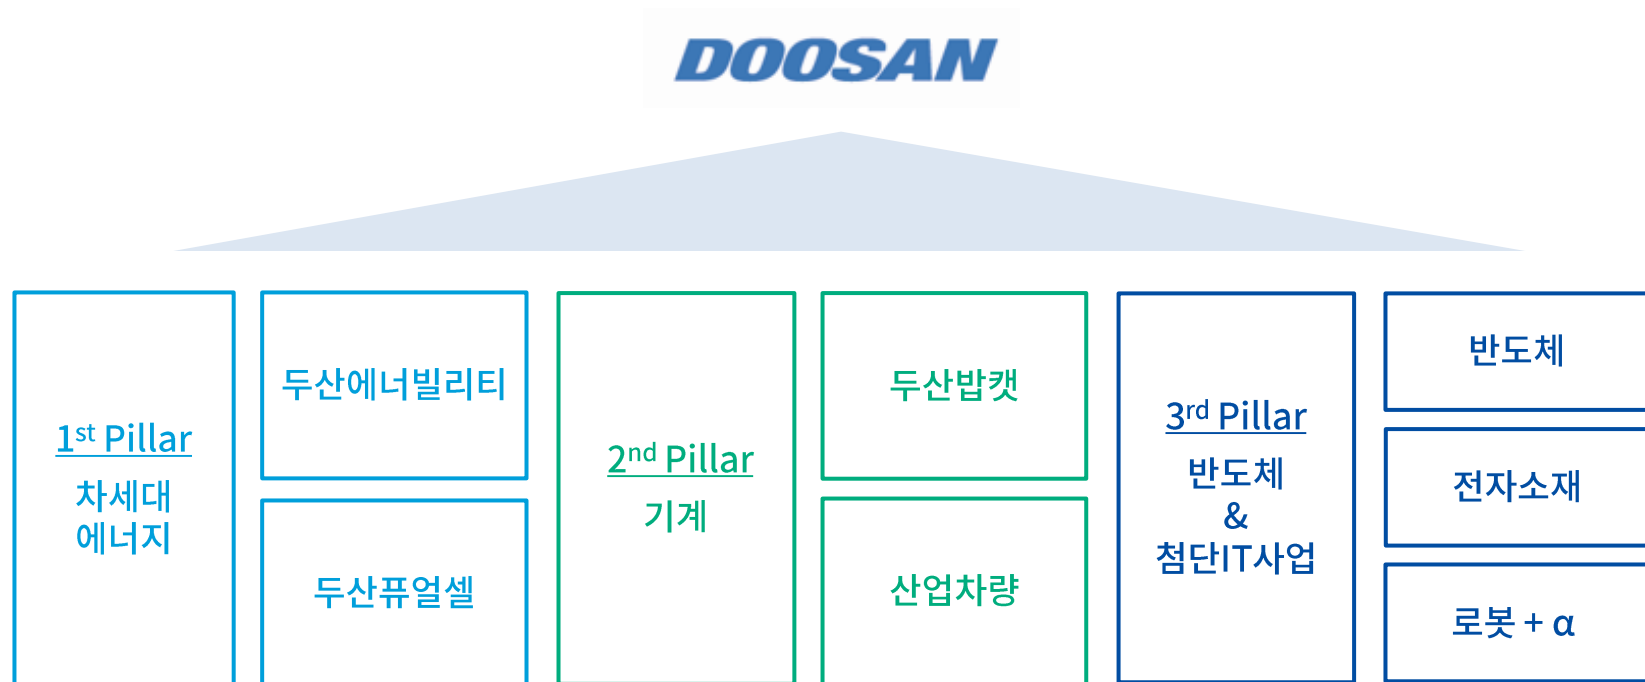 DOOSAN
1st Pillar
차세대
에너지
두산에너빌리티
두산퓨얼셀
2nd Pillar
기계
두산밥캣
산업차량
3rd Pillar
반도체
&
첨단IT사업
반도체
전자소재
로봇 + α